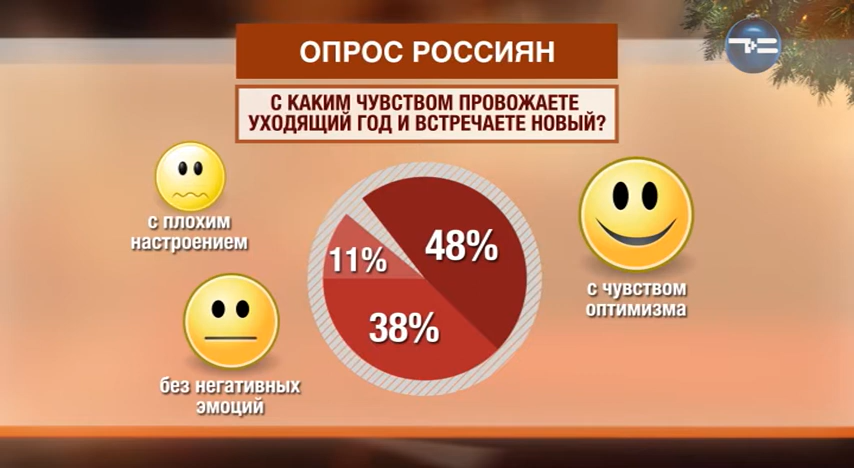 ОПРОС РОССИЯН
С КАКИМ ЧУВСТВОМ ПРОВОЖАЕТЕ
УХОДЯЩИЙ ГОД И ВСТРЕЧАЕТЕ НОВЫЙ?
с плохим
настроением
11%
48%
38%
с чувством
оптимизма
без негативных
эмоций